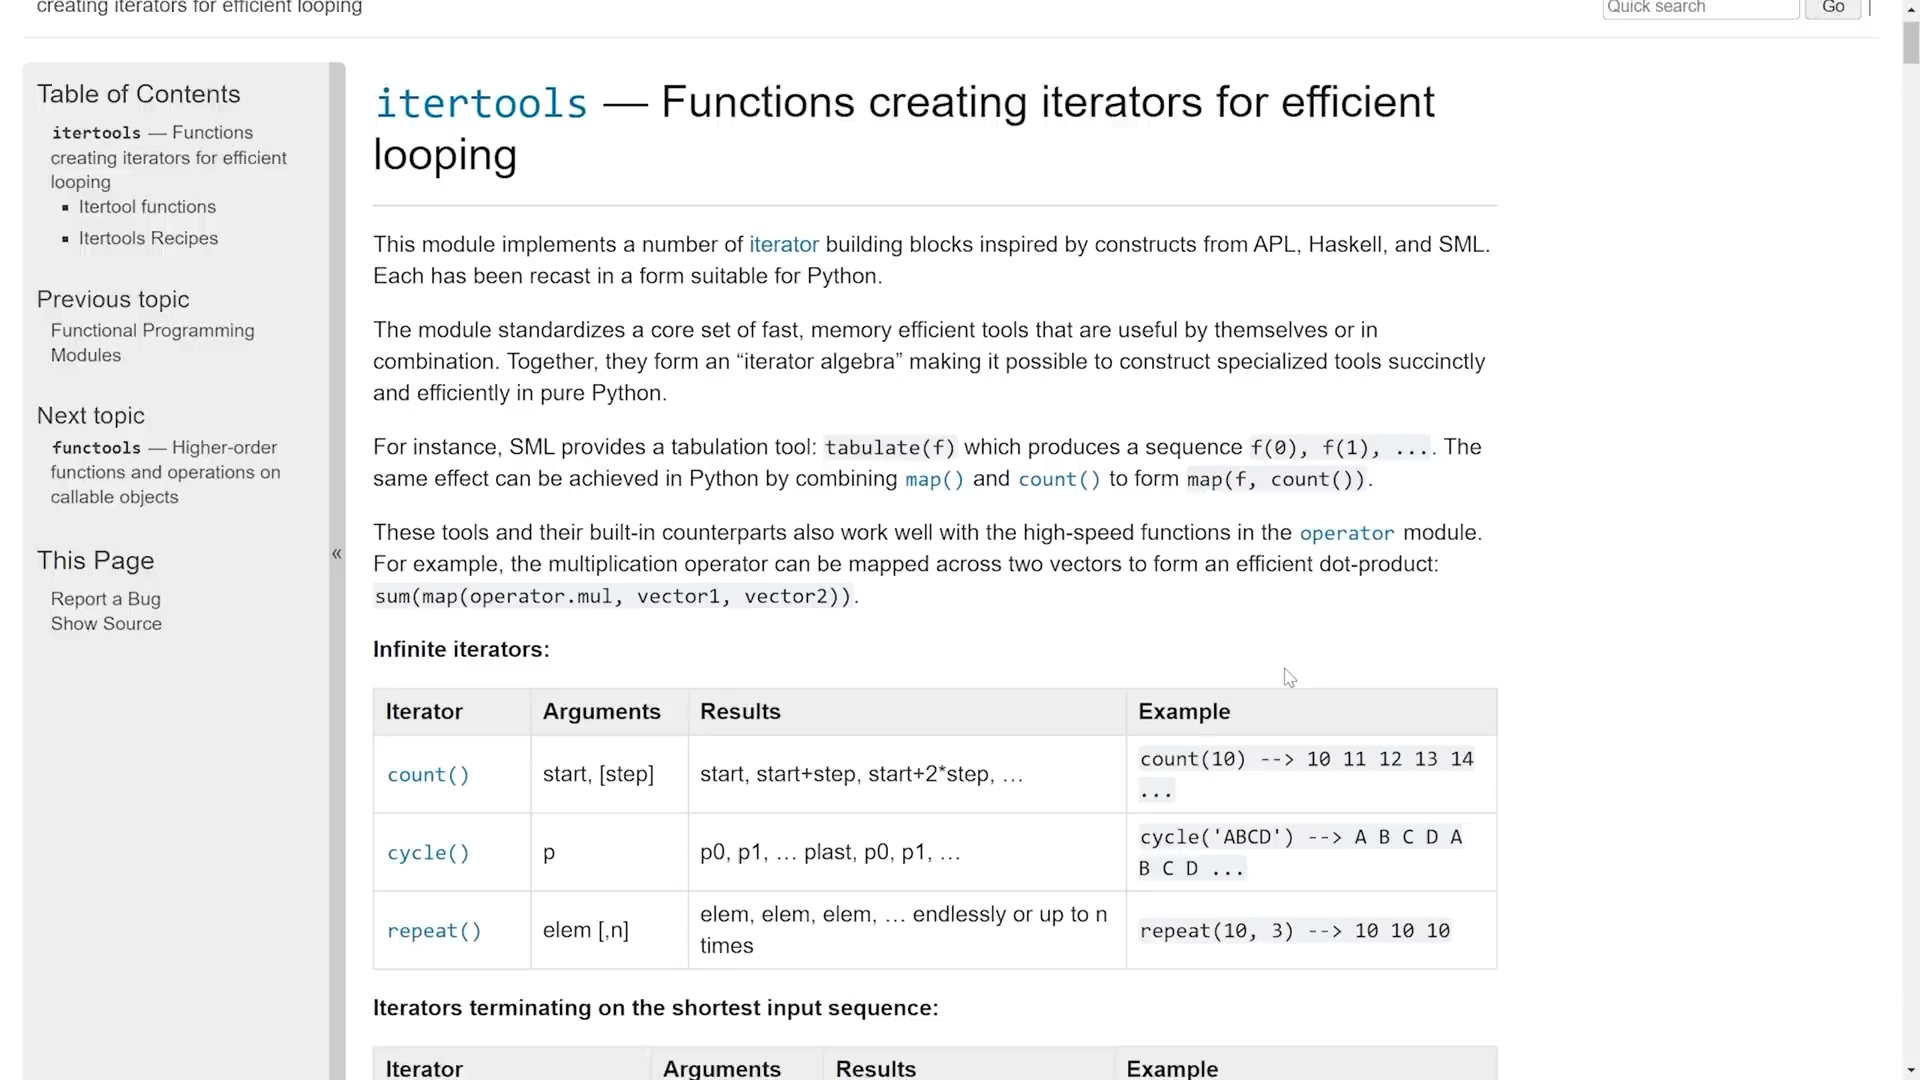 creating iterators for efficient looping
Quick search
Go
|
Table of Contents
itertools — Functions
creating iterators for efficient
looping
▪ Itertool functions
▪ Itertools Recipes
Previous topic
Functional Programming
Modules
Next topic
functools — Higher-order
functions and operations on
callable objects
This Page
Report a Bug
Show Source
«
itertools — Functions creating iterators for efficient
looping
This module implements a number of iterator building blocks inspired by constructs from APL, Haskell, and SML.
Each has been recast in a form suitable for Python.
The module standardizes a core set of fast, memory efficient tools that are useful by themselves or in
combination. Together, they form an “iterator algebra” making it possible to construct specialized tools succinctly
and efficiently in pure Python.
For instance, SML provides a tabulation tool: tabulate(f) which produces a sequence f(0), f(1), .... The
same effect can be achieved in Python by combining map() and count() to form map(f, count()).
These tools and their built-in counterparts also work well with the high-speed functions in the operator module.
For example, the multiplication operator can be mapped across two vectors to form an efficient dot-product:
sum(map(operator.mul, vector1, vector2)).
Infinite iterators:
Iterator Arguments Results Example
count() start, [step] start, start+step, start+2*step, … count(10) --> 10 11 12 13 14
...
cycle() p p0, p1, … plast, p0, p1, … cycle('ABCD') --> A B C D A
B C D ...
repeat() elem [,n] elem, elem, elem, … endlessly or up to n
times
repeat(10, 3) --> 10 10 10
Iterators terminating on the shortest input sequence:
Iterator Arguments Results Example